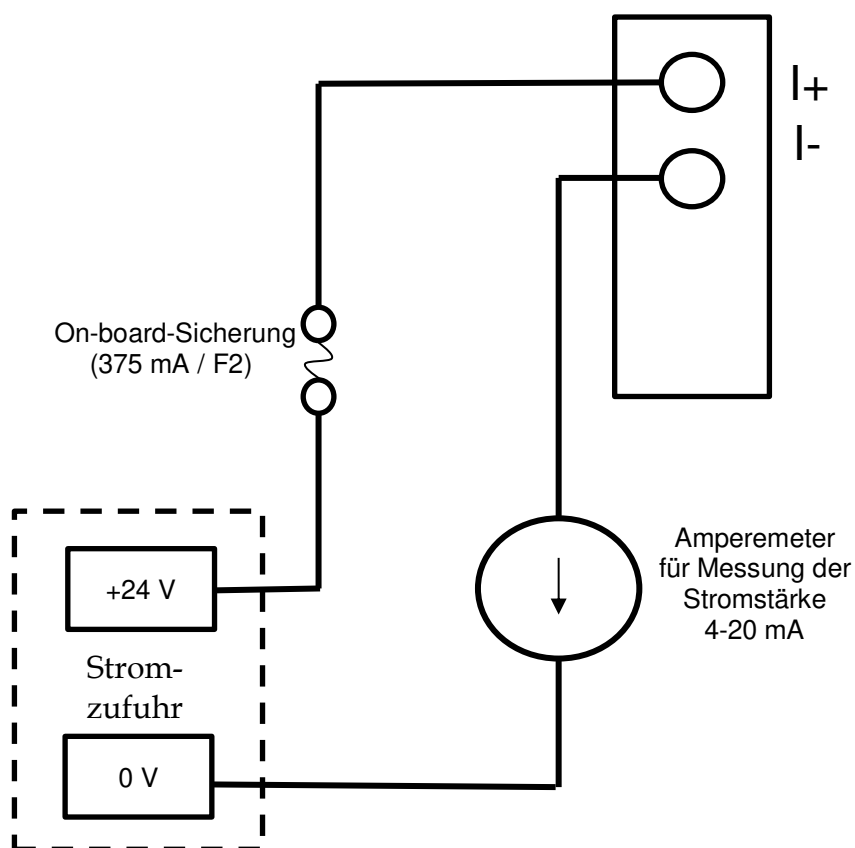 I+
I-
On-board-Sicherung
(375 mA / F2)
Amperemeter
für Messung der
Stromstärke
4-20 mA
+24 V
Strom-
zufuhr
0 V